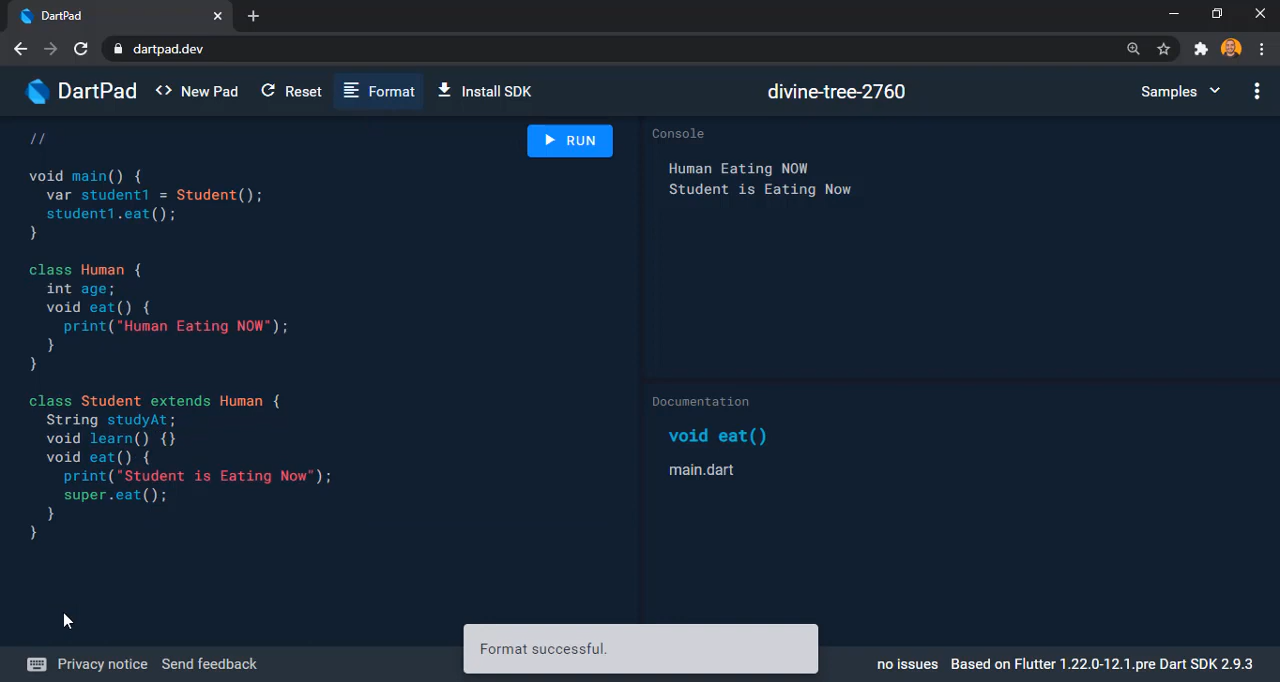 DartPad
dartpad.dev
DartPad
<> New Pad
Reset
Format
Install SDK
divine-tree-2760
Samples
//
RUN
void main() {
  var student1 = Student();
  student1.eat();
}
class Human {
  int age;
  void eat() {
    print("Human Eating NOW");
  }
}
class Student extends Human {
  String studyAt;
  void learn() {}
  void eat() {
    print("Student is Eating Now");
    super.eat();
  }
}
Console
Human Eating NOW
Student is Eating Now
Documentation
void eat()
main.dart
Privacy notice
Send feedback
Format successful.
no issues
Based on Flutter 1.22.0-12.1.pre Dart SDK 2.9.3